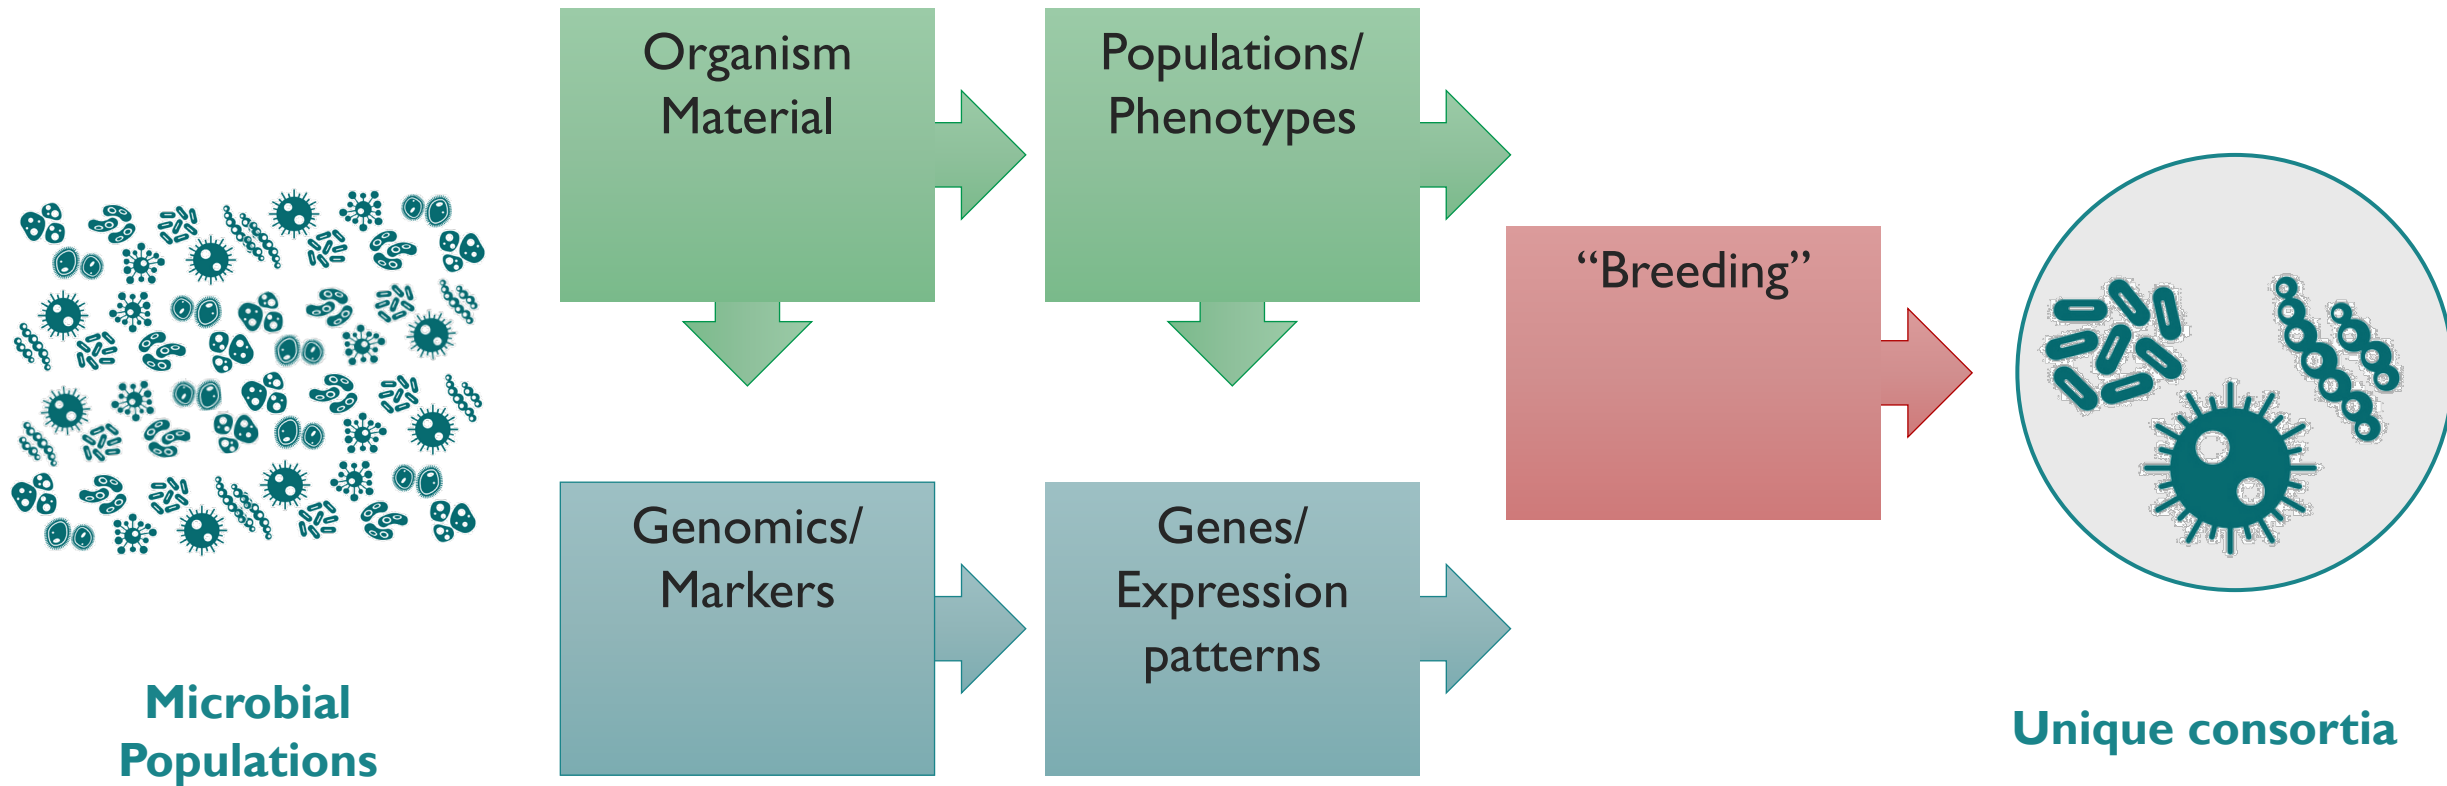 Organism
Material
Populations/
Phenotypes
“Breeding”
Genomics/
Markers
Genes/
Expression
patterns
Microbial
Populations
Unique consortia